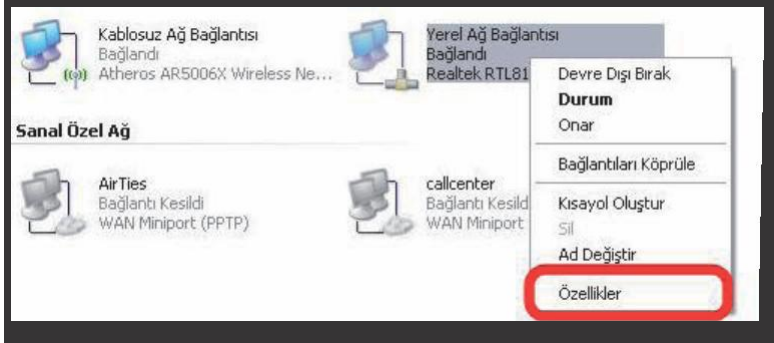 Kablosuz Ağ Bağlantısı
Bağlandı
Atheros AR5006X Wireless Ne...
Yerel Ağ Bağlantısı
Bağlandı
Realtek RTL81
Sanal Özel Ağ
AirTies
Bağlantı Kesildi
WAN Miniport (PPTP)
callcenter
Bağlantı Kesild
WAN Miniport
Devre Dışı Bırak
Durum
Onar
Bağlantıları Köprüle
Kısayol Oluştur
Sil
Ad Değiştir
Özellikler